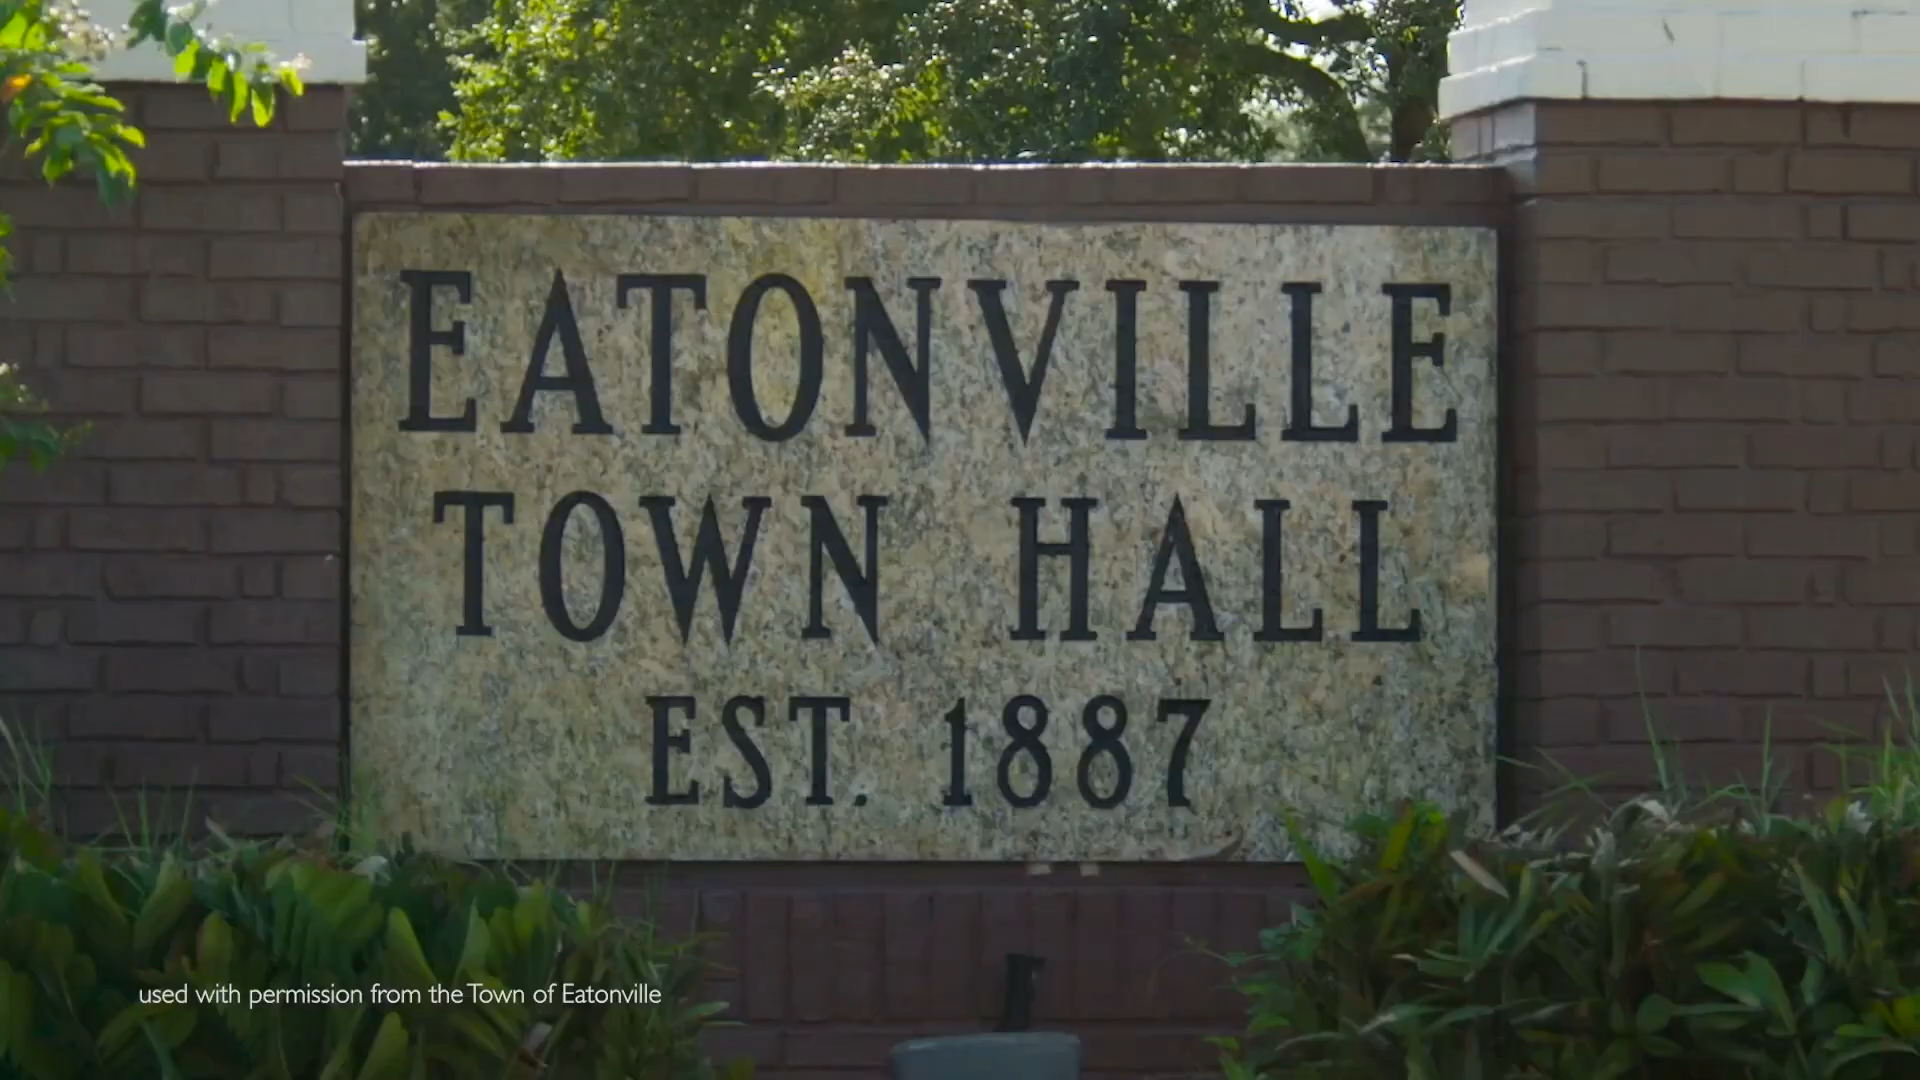 EATONVILLE
TOWN HALL
EST. 1887
used with permission from the Town of Eatonville